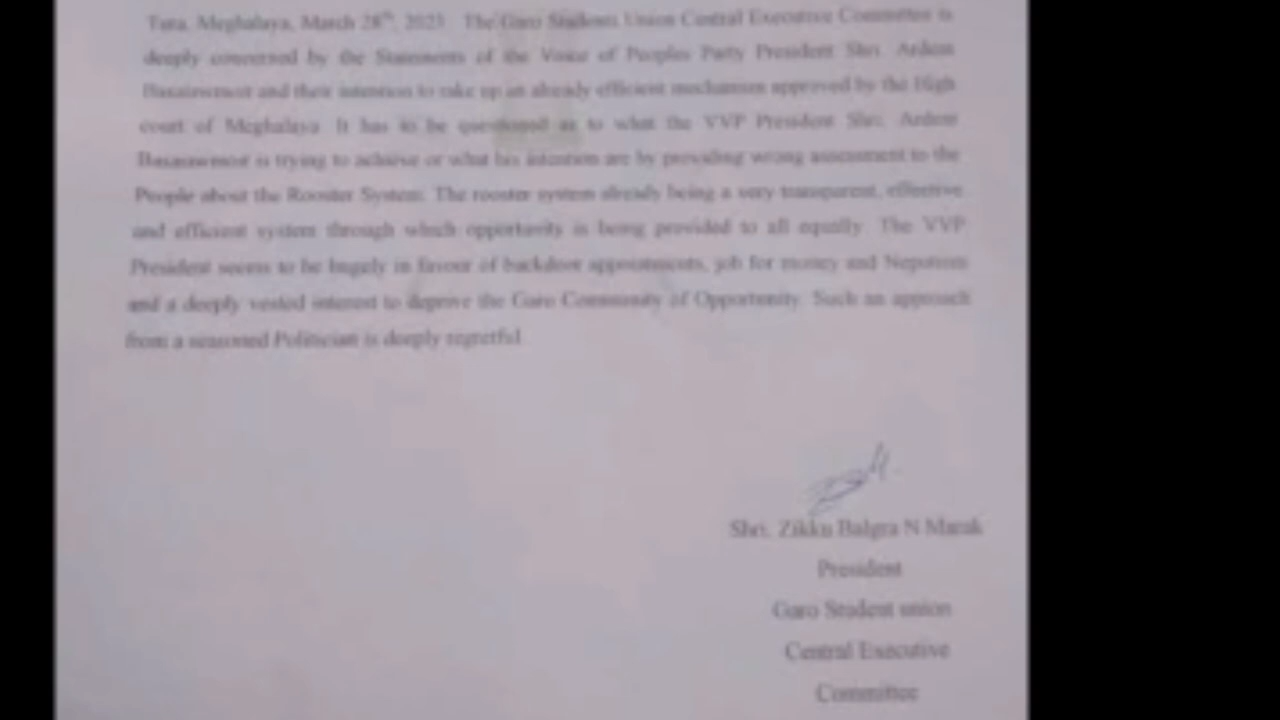 Tura, Meghalaya, March 28th, 2023 The Garo Students Union Central Executive Committee is
deeply concerned by the Statements of the Voice of Peoples Party President Shri. Ardent
Basaiawmoit and their intention to take up an already efficient mechanism approved by the High
court of Meghalaya. It has to be questioned as to what the VVP President Shri. Ardent
Basaiawmoit is trying to achieve or what his intention are by providing wrong assessment to the
People about the Rooster System. The rooster system already being a very transparent, effective
and efficient system through which opportunity is being provided to all equally. The VVP
President seems to be hugely in favour of backdoor appointments, job for money and Nepotism
and a deeply vested interest to deprive the Garo Community of Opportunity. Such an approach
from a seasoned Politician is deeply regretful.
Shri. Zikku Balgra N Marak
President
Garo Student union
Central Executive
Committee